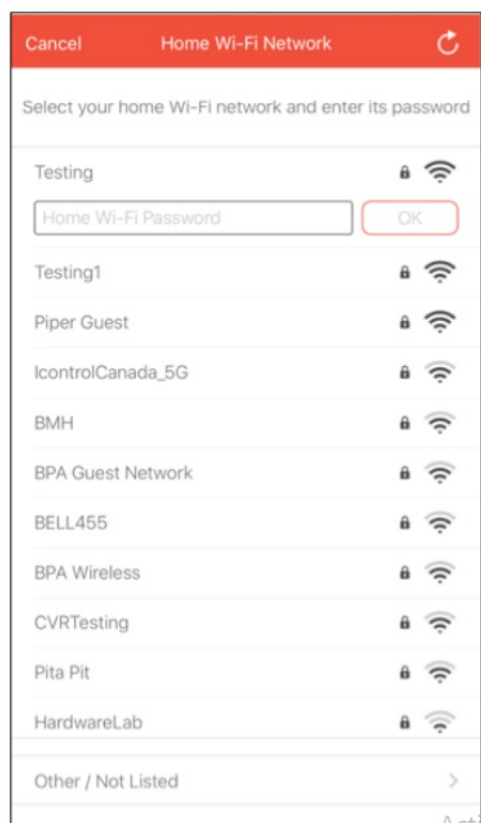 Cancel Home Wi-Fi Network
Select your home Wi-Fi network and enter its password
Testing
Home Wi-Fi Password OK
Testing1
Piper Guest
IcontrolCanada_5G
BMH
BPA Guest Network
BELL455
BPA Wireless
CVRTesting
Pita Pit
HardwareLab
Other / Not Listed